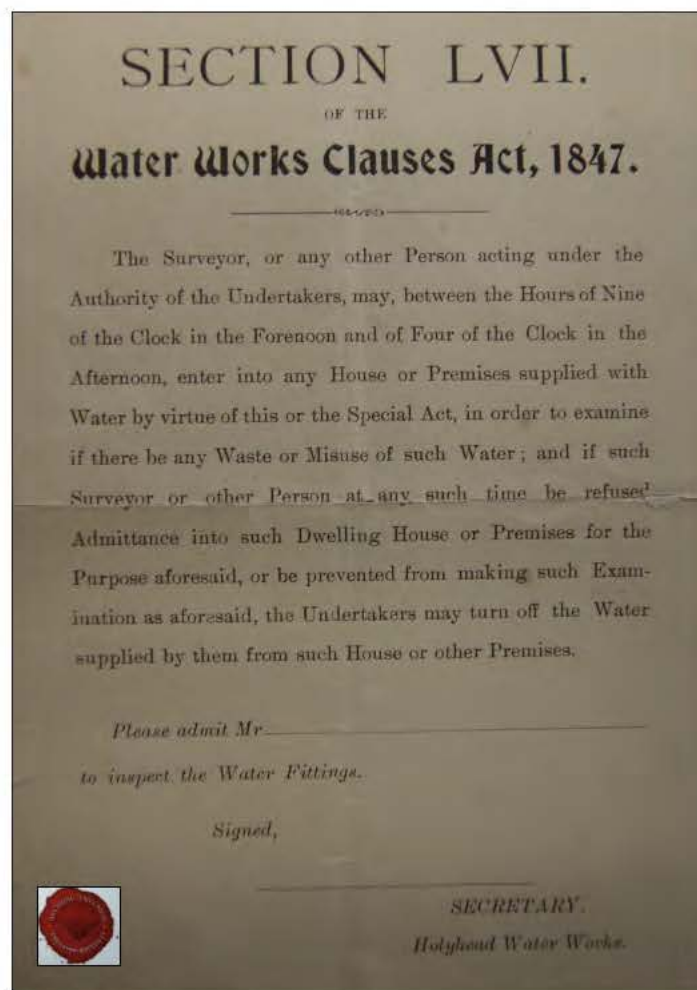 SECTION LVII.
OF THE
Water Works Clauses Act, 1847.
The Surveyor, or any other Person acting under the
Authority of the Undertakers, may, between the Hours of Nine
of the Clock in the Forenoon and of Four of the Clock in the
Afternoon, enter into any House or Premises supplied with
Water by virtue of this or the Special Act, in order to examine
if there be any Waste or Misuse of such Water; and if such
Surveyor or other Person at any such time be refused
Admittance into such Dwelling House or Premises for the
Purpose aforesaid, or be prevented from making such Exam-
ination as aforesaid, the Undertakers may turn off the Water
supplied by them from such House or other Premises.
Please admit Mr
to inspect the Water Fittings.
Signed,
SECRETARY.
Holyhead Water Works.